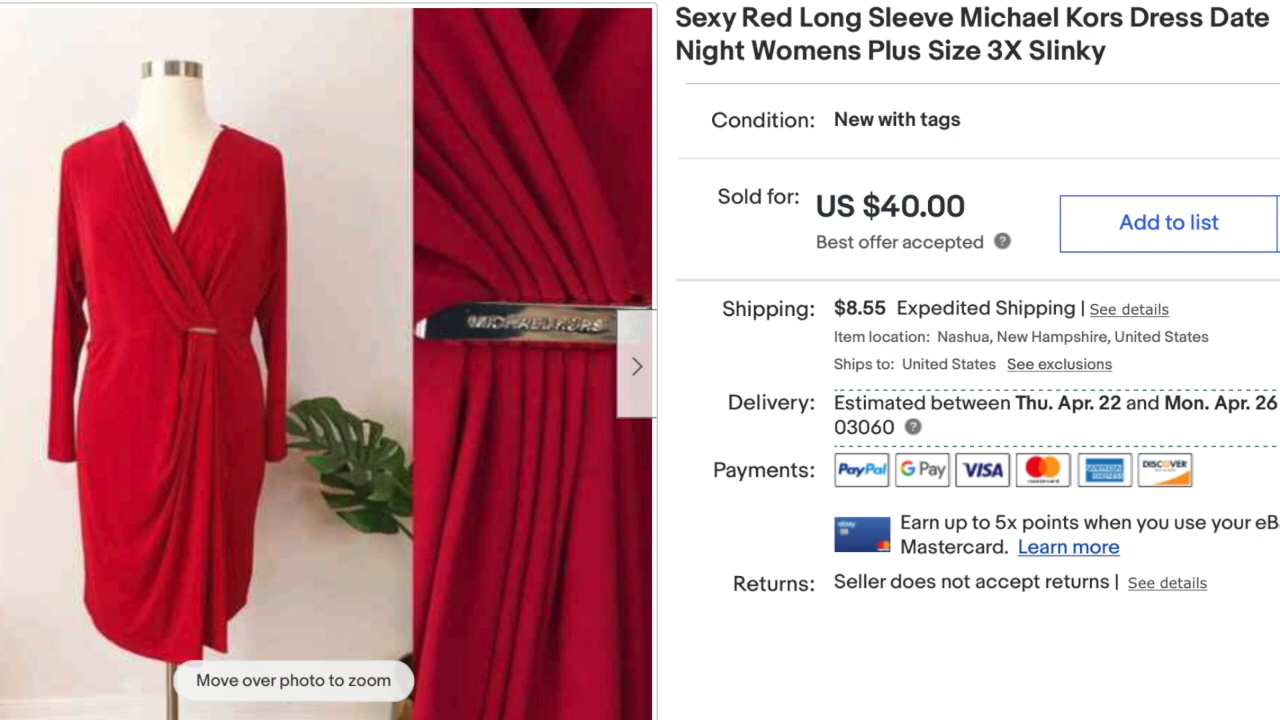 Sexy Red Long Sleeve Michael Kors Dress Date
Night Womens Plus Size 3X Slinky
Condition: New with tags
Sold for: US $40.00
Best offer accepted ?
Add to list
Shipping: $8.55 Expedited Shipping | See details
Item location: Nashua, New Hampshire, United States
Ships to: United States See exclusions
Delivery: Estimated between Thu. Apr. 22 and Mon. Apr. 26
03060 ?
Payments: PayPal G Pay VISA mastercard AMERICAN EXPRESS DISCOVER
ebay
Earn up to 5x points when you use your eB
Mastercard. Learn more
Returns: Seller does not accept returns | See details
MICHAEL KORS
Move over photo to zoom